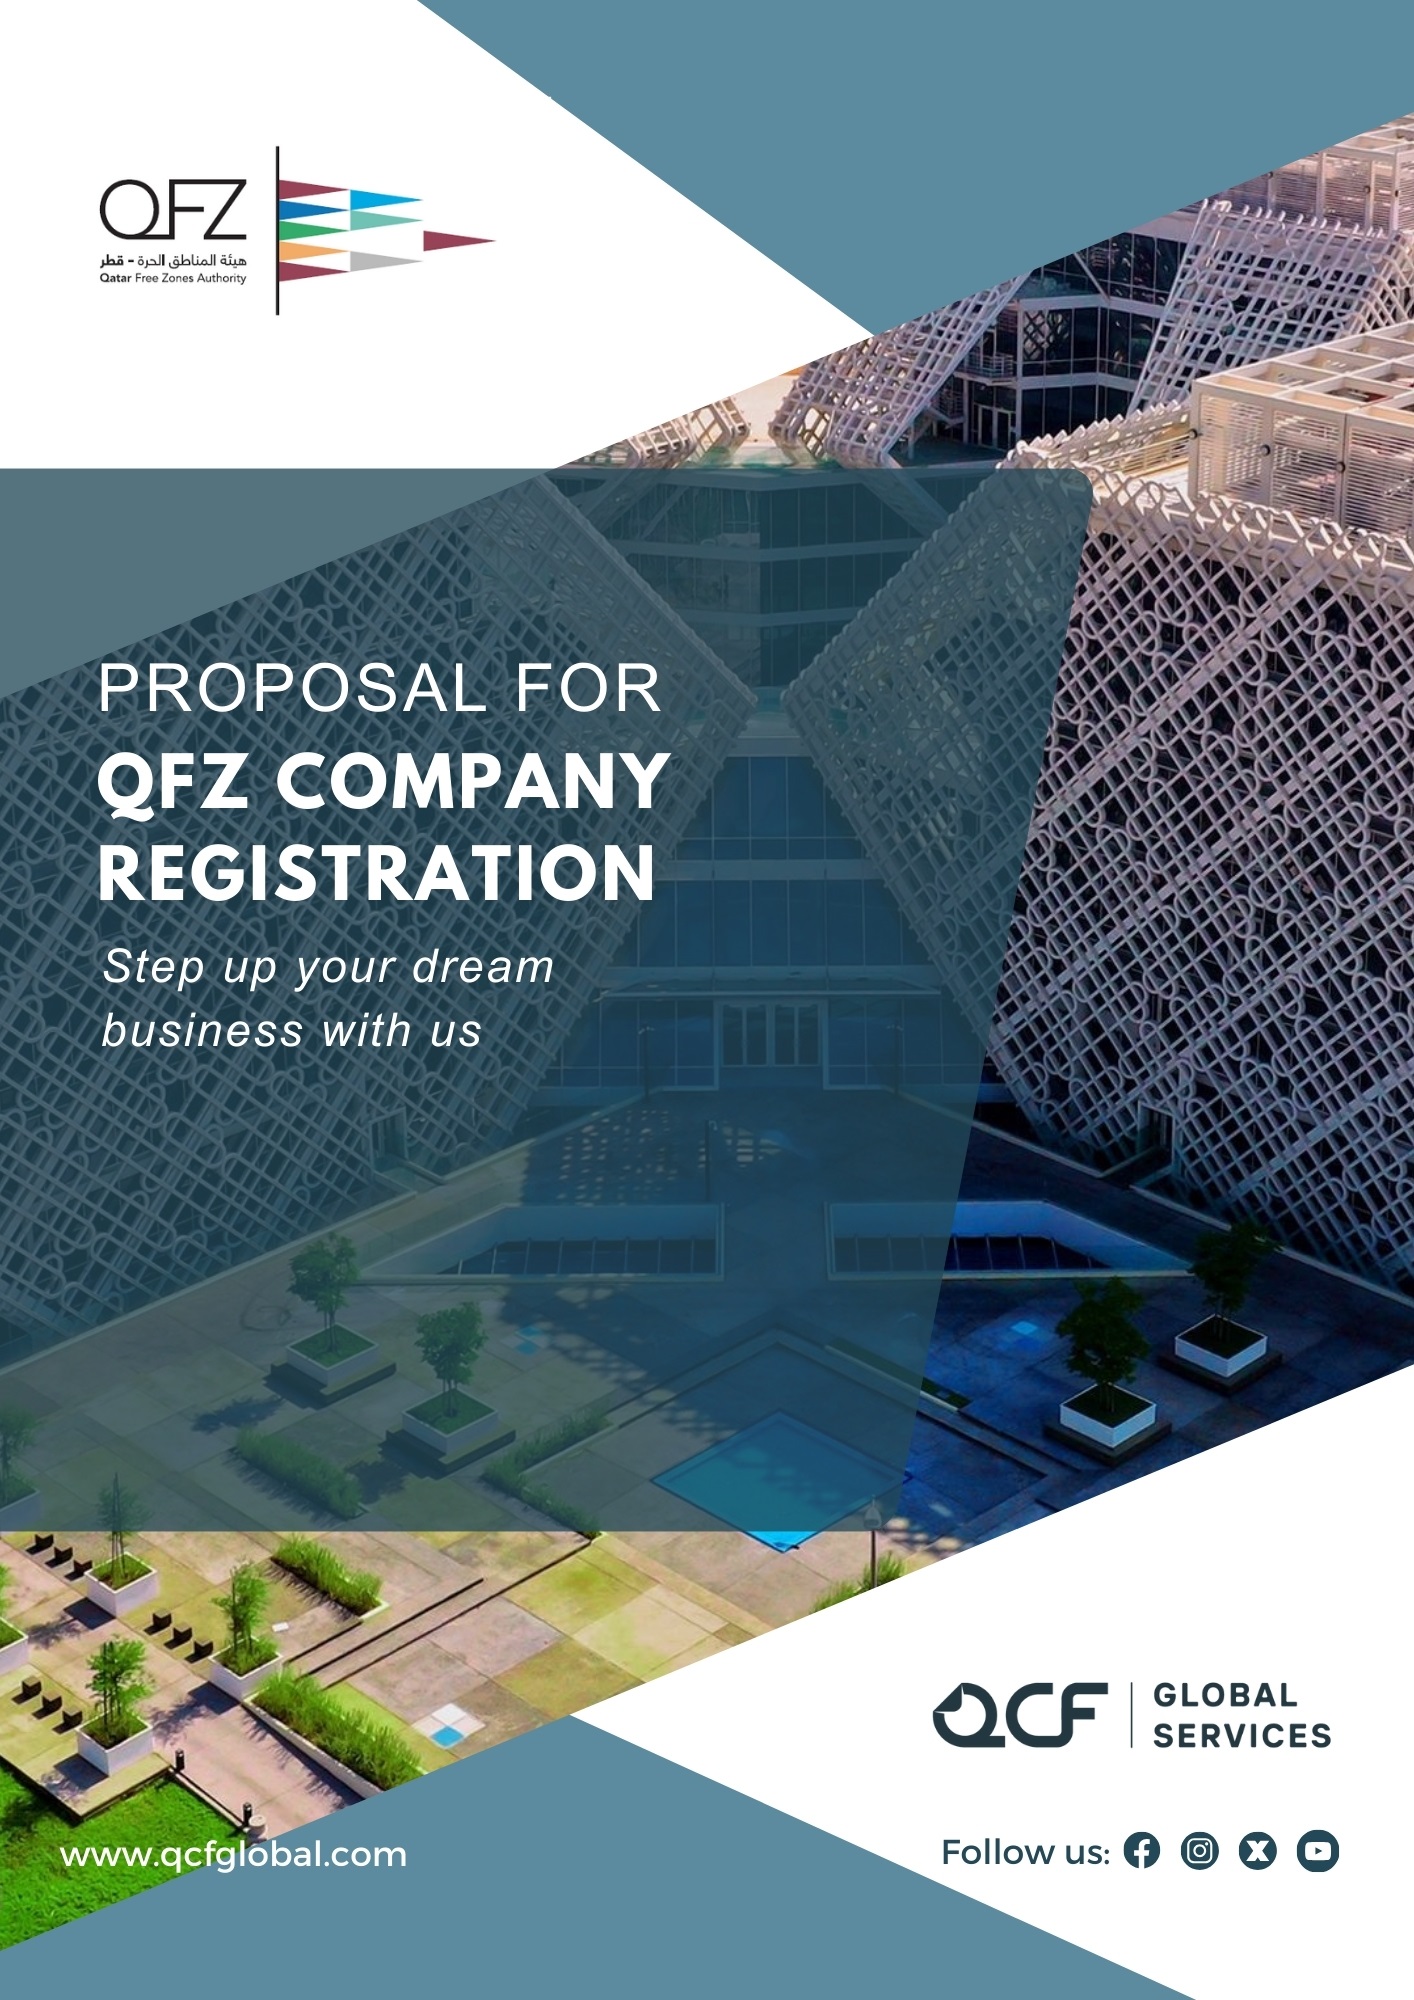 QFZ
هيئة المناطق الحرة - قطر
Qatar Free Zones Authority
PROPOSAL FOR
QFZ COMPANY
REGISTRATION
Step up your dream
business with us
QCF GLOBAL
SERVICES
www.qcfglobal.com
Follow us: